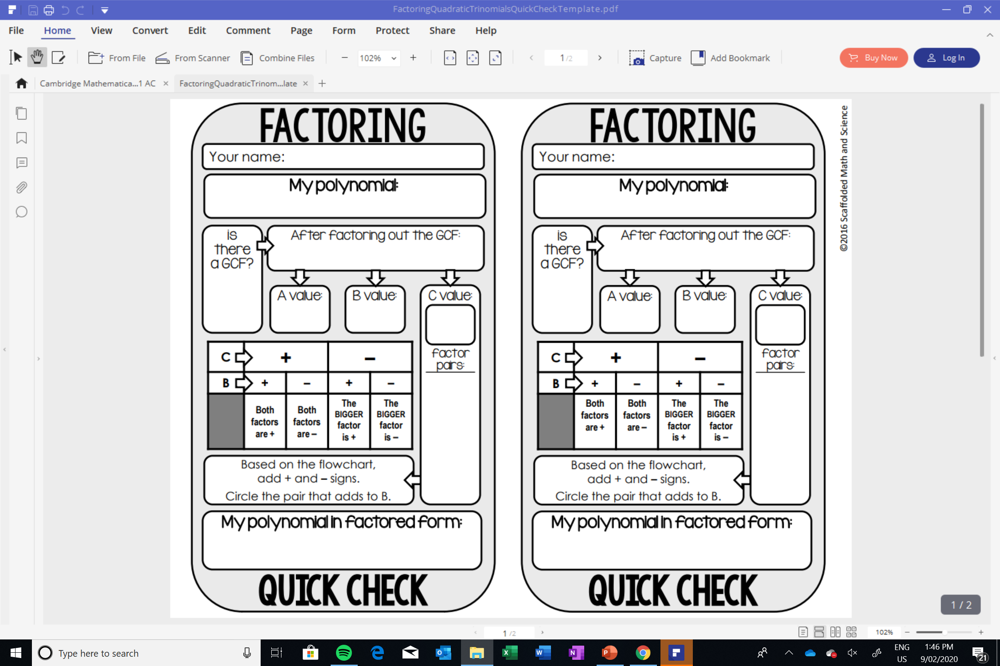 FactoringQuadraticTrinomialsQuickCheckTemplate.pdf
File Home View Convert Edit Comment Page Form Protect Share Help
From File From Scanner Combine Files 102% 1 /2 Capture Add Bookmark Buy Now Log In
Cambridge Mathematica...1 AC FactoringQuadraticTrinom...late
FACTORING
Your name:
My polynomial:
is
there
a GCF?
After factoring out the GCF:
A value:
B value:
C value:
factor
pairs:
C + −
B + − + −
Both
factors
are +
Both
factors
are −
The
BIGGER
factor
is +
The
BIGGER
factor
is −
Based on the flowchart,
add + and − signs.
Circle the pair that adds to B.
My polynomial in factored form:
QUICK CHECK
FACTORING
Your name:
My polynomial:
is
there
a GCF?
After factoring out the GCF:
A value:
B value:
C value:
factor
pairs:
C + −
B + − + −
Both
factors
are +
Both
factors
are −
The
BIGGER
factor
is +
The
BIGGER
factor
is −
Based on the flowchart,
add + and − signs.
Circle the pair that adds to B.
My polynomial in factored form:
QUICK CHECK
©2016 Scaffolded Math and Science
1 / 2
1 /2
102%
Type here to search
ENG
US
1:46 PM
9/02/2020
21